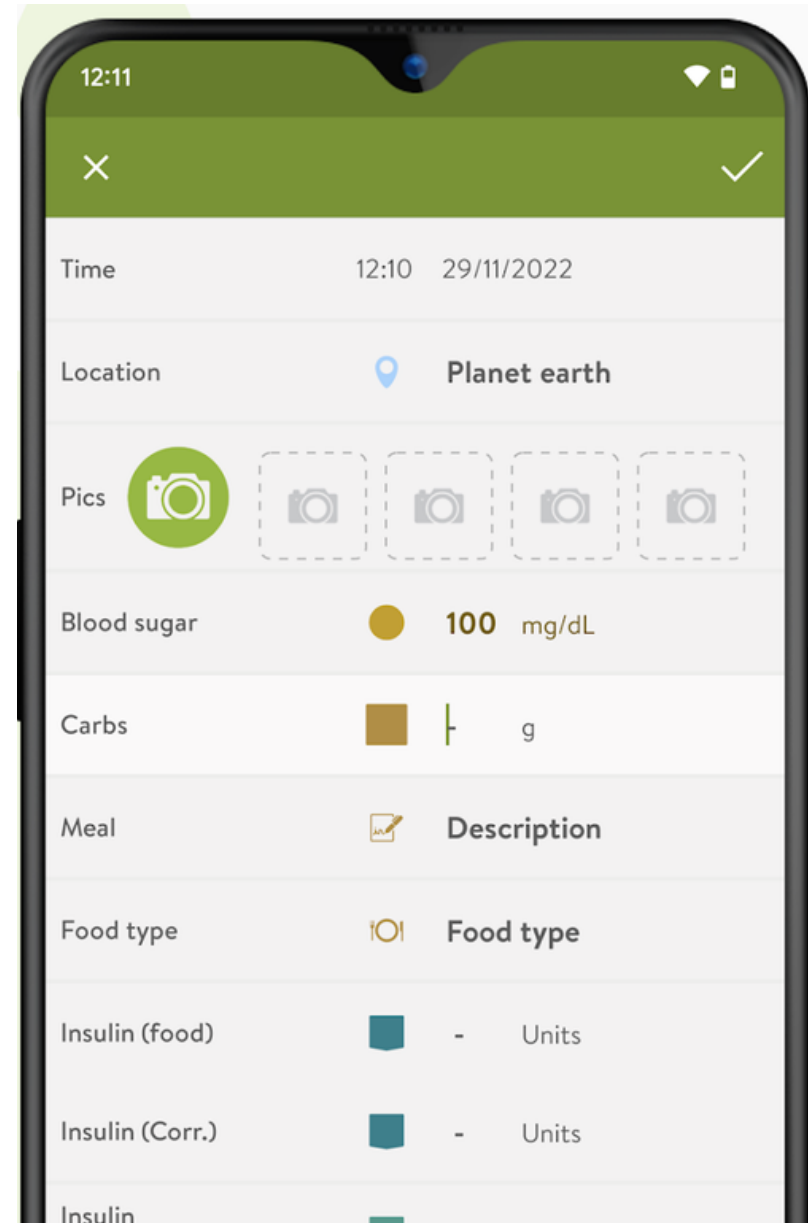 12:11
Time 12:10 29/11/2022
Location Planet earth
Pics
Blood sugar 100 mg/dL
Carbs - g
Meal Description
Food type Food type
Insulin (food) - Units
Insulin (Corr.) - Units
Insulin